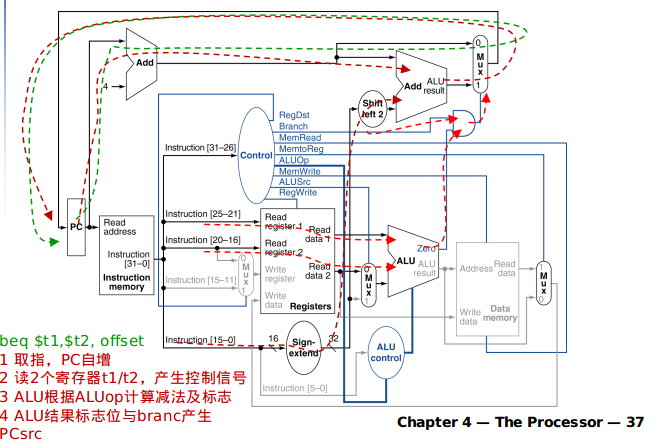 Add
4
Add
ALU
result
0
M
u
x
1
Shift
left 2
RegDst
Branch
MemRead
MemtoReg
ALUOp
MemWrite
ALUSrc
RegWrite
Instruction [31–26]
Control
PC
Read
address
Instruction
[31–0]
Instruction
memory
Instruction [25–21]
Instruction [20–16]
Instruction [15–11]
0
M
u
x
1
Read
register 1
Read
register 2
Write
register
Write
data
Read
data 1
Read
data 2
Registers
0
M
u
x
1
Zero
ALU
ALU
result
Address
Read
data
Write
data
Data
memory
1
M
u
x
0
Instruction [15–0]
16
Sign-
extend
32
ALU
control
Instruction [5–0]
beq $t1,$t2, offset
1 取指，PC自增
2 读2个寄存器t1/t2，产生控制信号
3 ALU根据ALUop计算减法及标志
4 ALU结果标志位与branc产生
PCsrc
Chapter 4 — The Processor — 37